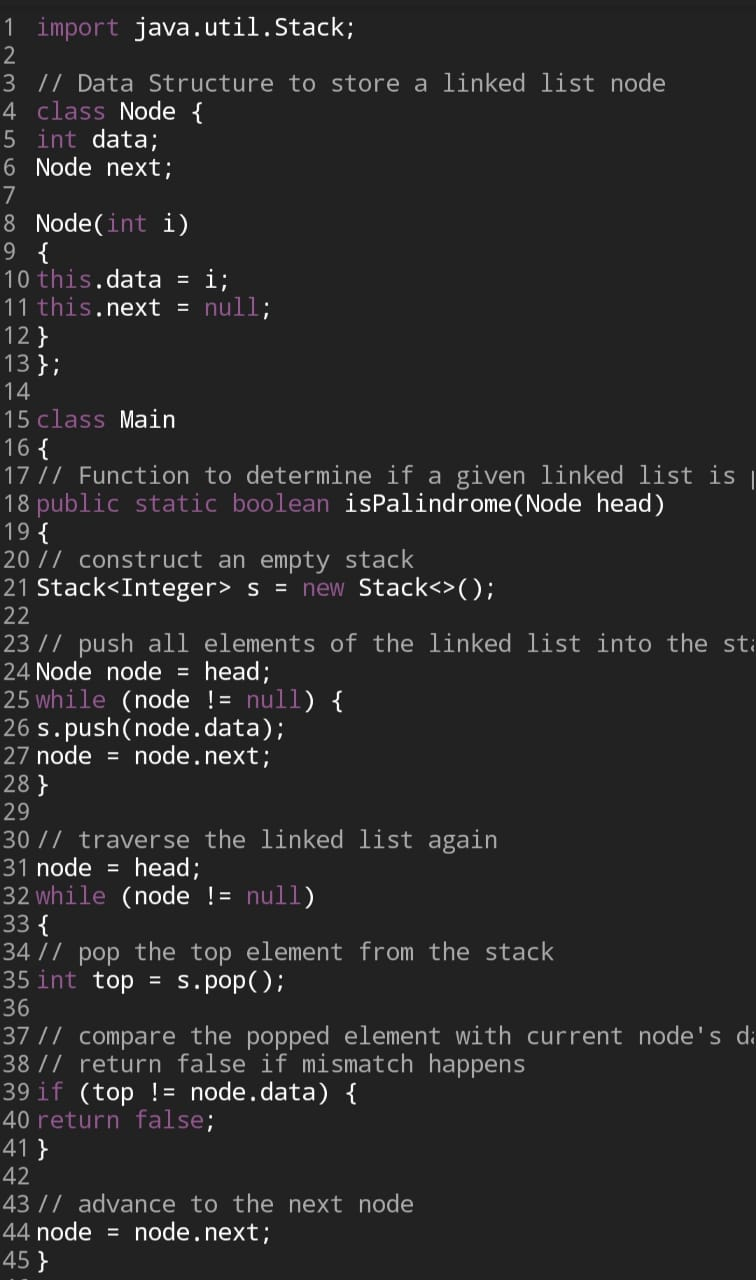 1 import java.util.Stack;
2
3 // Data Structure to store a linked list node
4 class Node {
5 int data;
6 Node next;
7
8 Node(int i)
9 {
10 this.data = i;
11 this.next = null;
12 }
13 };
14
15 class Main
16 {
17 // Function to determine if a given linked list is
18 public static boolean isPalindrome(Node head)
19 {
20 // construct an empty stack
21 Stack<Integer> s = new Stack<>();
22
23 // push all elements of the linked list into the
24 Node node = head;
25 while (node != null) {
26 s.push(node.data);
27 node = node.next;
28 }
29
30 // traverse the linked list again
31 node = head;
32 while (node != null)
33 {
34 // pop the top element from the stack
35 int top = s.pop();
36
37 // compare the popped element with current node's
38 // return false if mismatch happens
39 if (top != node.data) {
40 return false;
41 }
42
43 // advance to the next node
44 node = node.next;
45 }